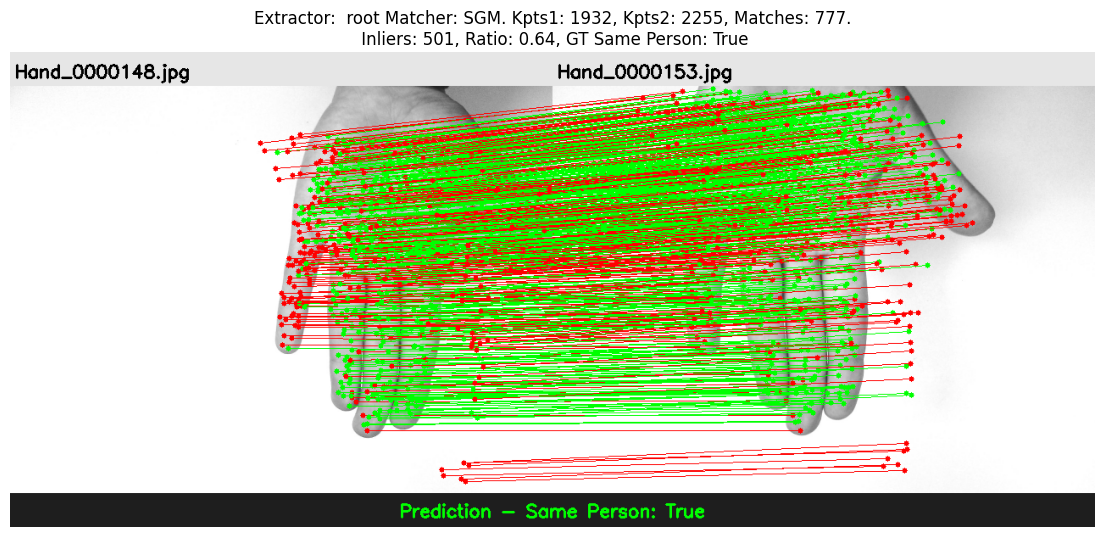 Extractor:  root Matcher: SGM. Kpts1: 1932, Kpts2: 2255, Matches: 777.
Inliers: 501, Ratio: 0.64, GT Same Person: True
Hand_0000148.jpg
Hand_0000153.jpg
Prediction - Same Person: True